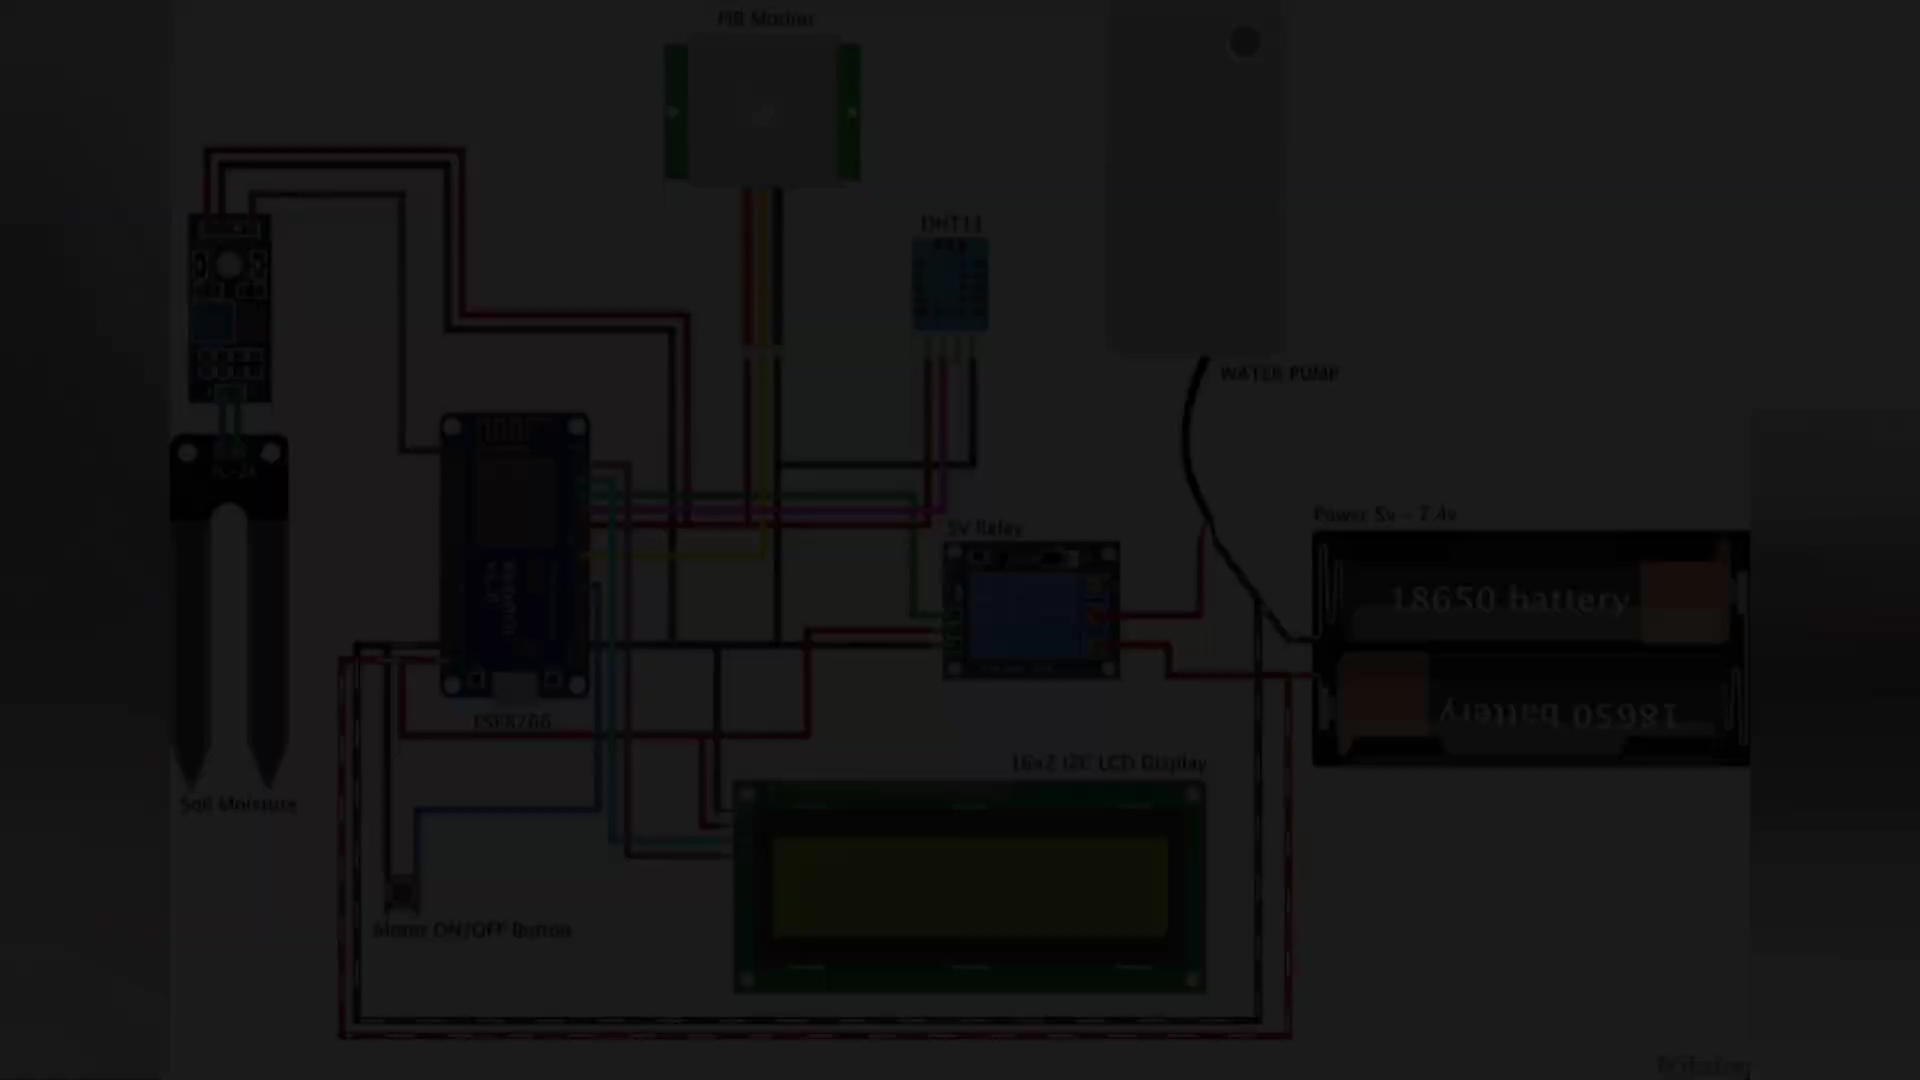 PIR Motion
DHT11
WATER PUMP
Power 5v - 7.4v
5V Relay
18650 battery
18650 battery
ESP8266
16x2 I2C LCD Display
Soil Moisture
Motor ON/OFF Button